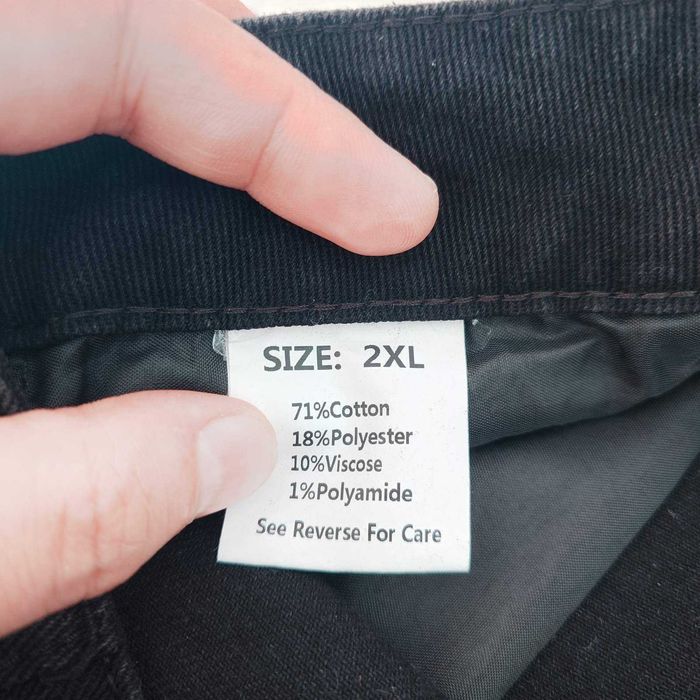 SIZE: 2XL
71%Cotton
18%Polyester
10%Viscose
1%Polyamide
See Reverse For Care